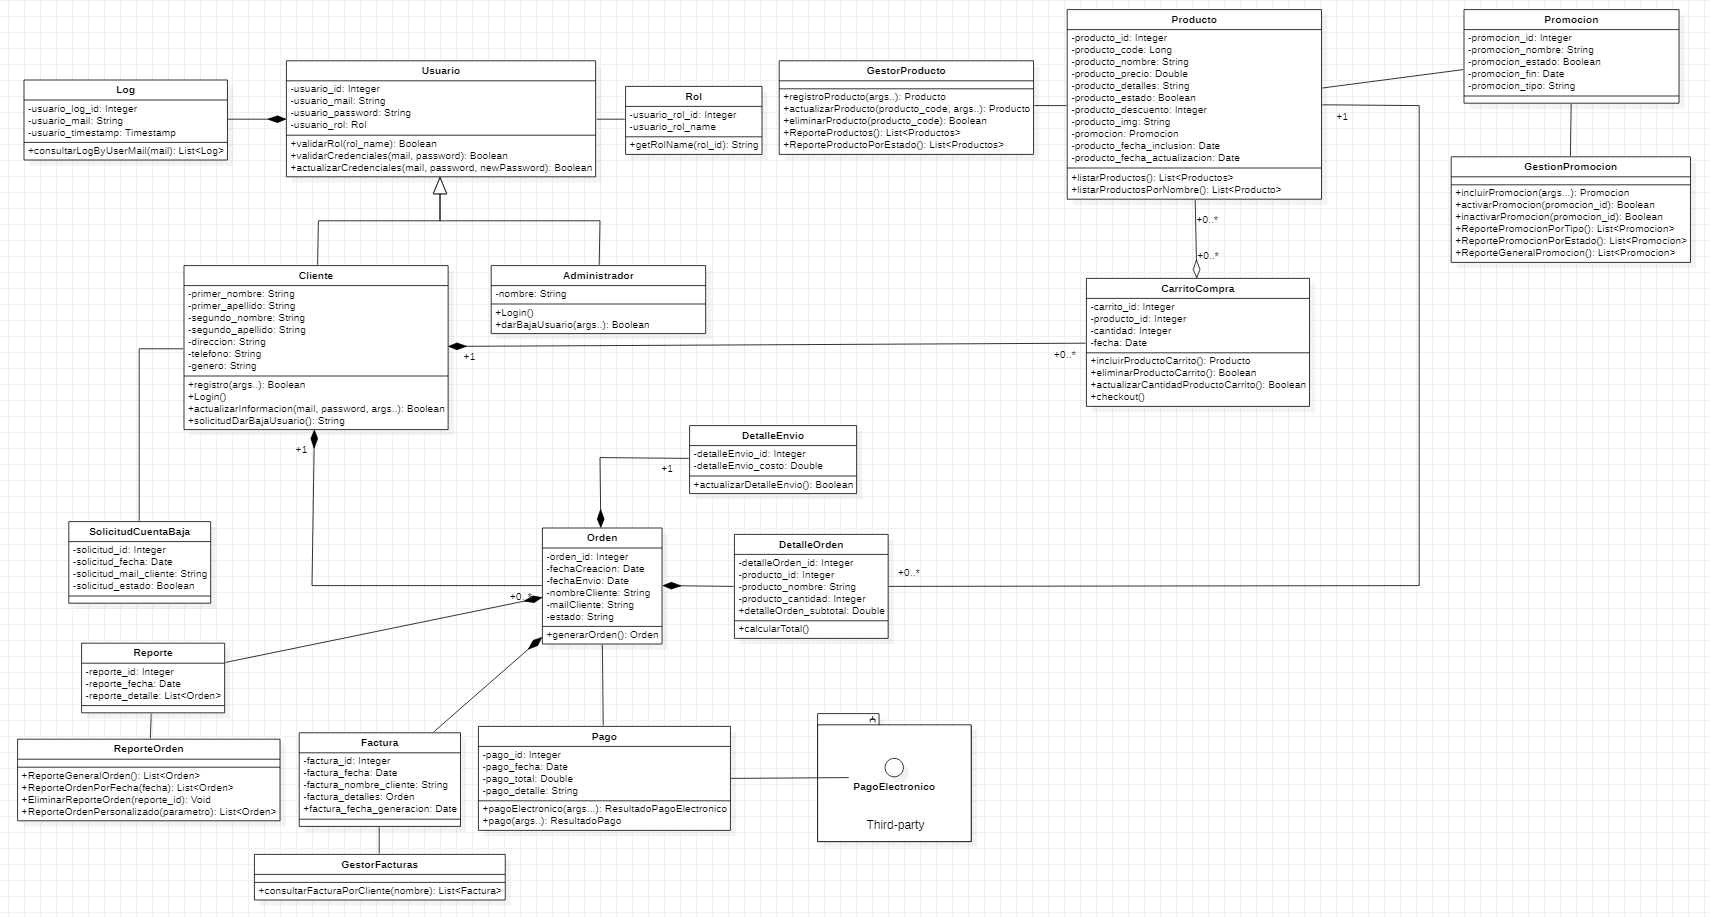 Log
-usuario_log_id: Integer
-usuario_mail: String
-usuario_timestamp: Timestamp
+consultarLogByUserMail(mail): List<Log>
Usuario
-usuario_id: Integer
-usuario_mail: String
-usuario_password: String
-usuario_rol: Rol
+validarRol(rol_name): Boolean
+validarCredenciales(mail, password): Boolean
+actualizarCredenciales(mail, password, newPassword): Boolean
Rol
-usuario_rol_id: Integer
-usuario_rol_name
+getRolName(rol_id): String
GestorProducto
+registroProducto(args..): Producto
+actualizarProducto(producto_code, args..): Producto
+eliminarProducto(producto_code): Boolean
+ReporteProductos(): List<Productos>
+ReporteProductoPorEstado(): List<Productos>
Producto
-producto_id: Integer
-producto_code: Long
-producto_nombre: String
-producto_precio: Double
-producto_detalles: String
-producto_estado: Boolean
-producto_descuento: Integer
-producto_img: String
-promocion: Promocion
-producto_fecha_inclusion: Date
-producto_fecha_actualizacion: Date
+listarProductos(): List<Productos>
+listarProductosPorNombre(): List<Producto>
+1
Promocion
-promocion_id: Integer
-promocion_nombre: String
-promocion_estado: Boolean
-promocion_fin: Date
-promocion_tipo: String
GestionPromocion
+incluirPromocion(args...): Promocion
+activarPromocion(promocion_id): Boolean
+inactivarPromocion(promocion_id): Boolean
+ReportePromocionPorTipo(): List<Promocion>
+ReportePromocionPorEstado(): List<Promocion>
+ReporteGeneralPromocion(): List<Promocion>
+0..*
+0..*
Cliente
-primer_nombre: String
-primer_apellido: String
-segundo_nombre: String
-segundo_apellido: String
-direccion: String
-telefono: String
-genero: String
+registro(args..): Boolean
+Login()
+actualizarInformacion(mail, password, args..): Boolean
+solicitudDarBajaUsuario(): String
Administrador
-nombre: String
+Login()
+darBajaUsuario(args..): Boolean
+1
+0..*
CarritoCompra
-carrito_id: Integer
-producto_id: Integer
-cantidad: Integer
-fecha: Date
+incluirProductoCarrito(): Producto
+eliminarProductoCarrito(): Boolean
+actualizarCantidadProductoCarrito(): Boolean
+checkout()
+1
DetalleEnvio
-detalleEnvio_id: Integer
-detalleEnvio_costo: Double
+actualizarDetalleEnvio(): Boolean
+1
SolicitudCuentaBaja
-solicitud_id: Integer
-solicitud_fecha: Date
-solicitud_mail_cliente: String
-solicitud_estado: Boolean
Orden
-orden_id: Integer
-fechaCreacion: Date
-fechaEnvio: Date
-nombreCliente: String
-mailCliente: String
-estado: String
+generarOrden(): Orden
+0..*
DetalleOrden
-detalleOrden_id: Integer
-producto_id: Integer
-producto_nombre: String
-producto_cantidad: Integer
+detalleOrden_subtotal: Double
+calcularTotal()
+0..*
Reporte
-reporte_id: Integer
-reporte_fecha: Date
-reporte_detalle: List<Orden>
ReporteOrden
+ReporteGeneralOrden(): List<Orden>
+ReporteOrdenPorFecha(fecha): List<Orden>
+EliminarReporteOrden(reporte_id): Void
+ReporteOrdenPersonalizado(parametro): List<Orden>
Factura
-factura_id: Integer
-factura_fecha: Date
-factura_nombre_cliente: String
-factura_detalles: Orden
+factura_fecha_generacion: Date
Pago
-pago_id: Integer
-pago_fecha: Date
-pago_total: Double
-pago_detalle: String
+pagoElectronico(args...): ResultadoPagoElectronico
+pago(args..): ResultadoPago
PagoElectronico
Third-party
GestorFacturas
+consultarFacturaPorCliente(nombre): List<Factura>